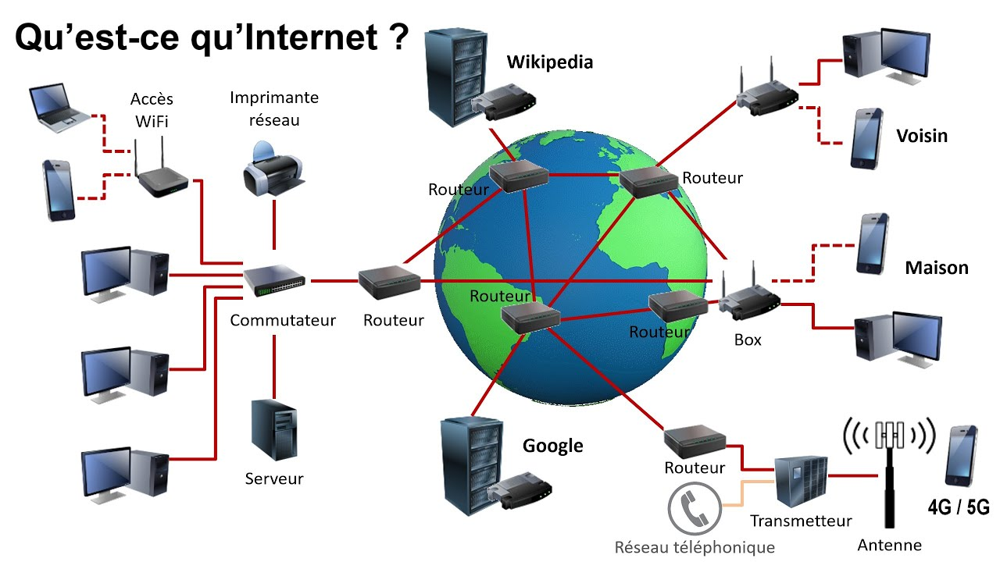 Qu’est-ce qu’Internet ?
Wikipedia
Accès
WiFi
Imprimante
réseau
Voisin
Routeur
Routeur
Maison
Routeur
Commutateur
Routeur
Routeur
Box
Google
Serveur
Routeur
4G / 5G
Transmetteur
Réseau téléphonique
Antenne